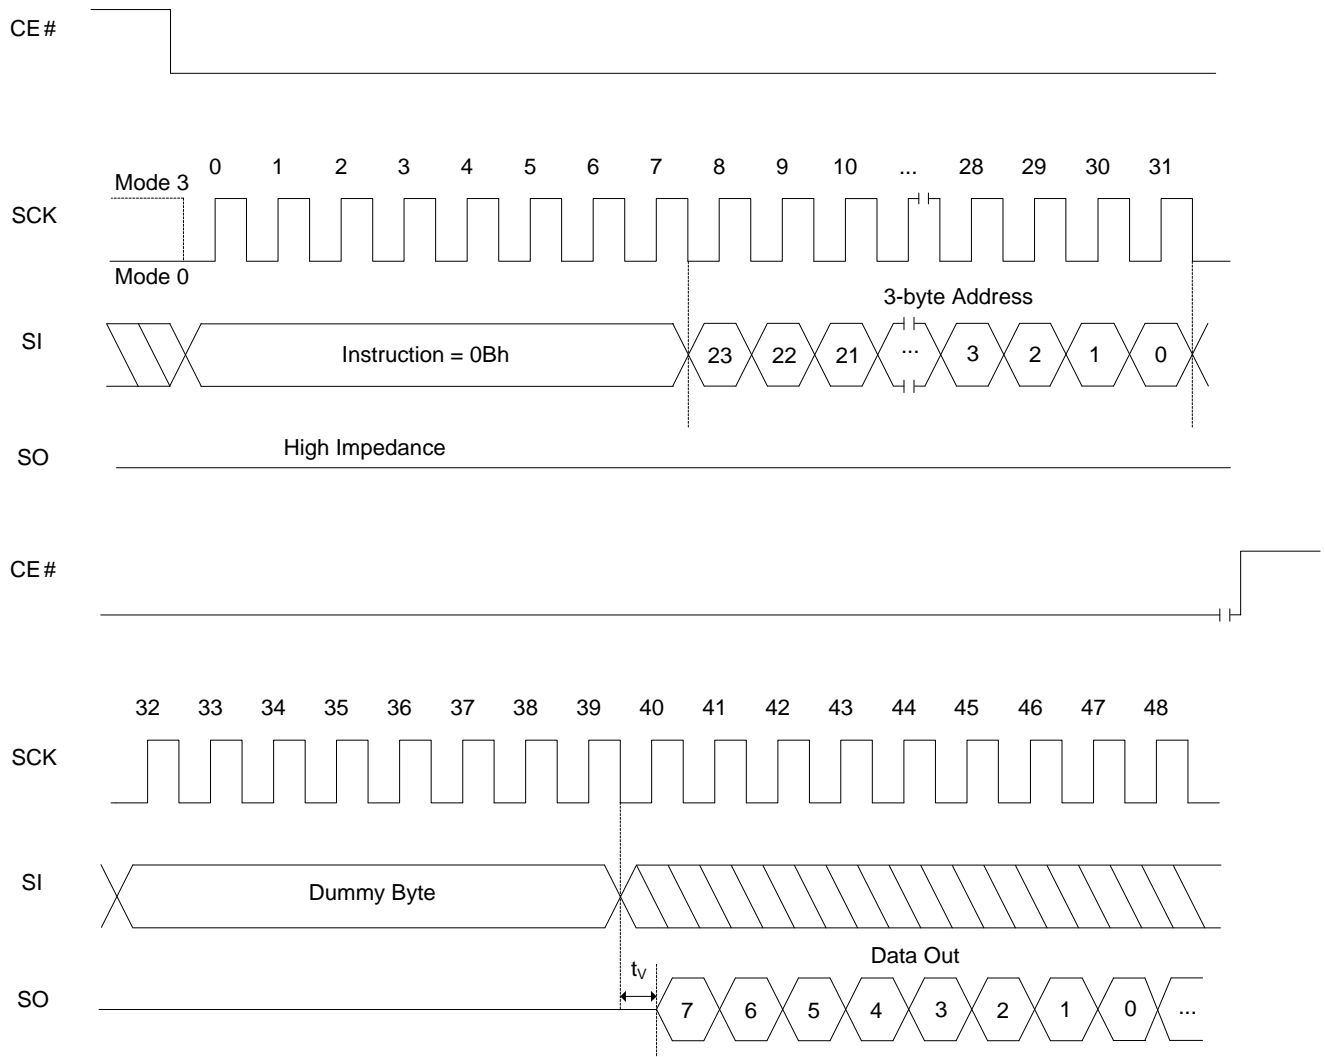 CE#
0 1 2 3 4 5 6 7 8 9 10 ... 28 29 30 31
Mode 3
SCK
Mode 0
3-byte Address
SI
Instruction = 0Bh
23 22 21 ... 3 2 1 0
High Impedance
SO
CE#
32 33 34 35 36 37 38 39 40 41 42 43 44 45 46 47 48
SCK
SI
Dummy Byte
Data Out
tV
SO
7 6 5 4 3 2 1 0 ...